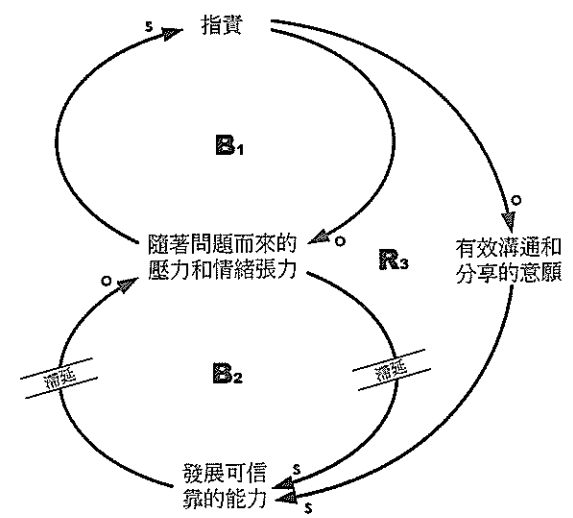 s
指責
B1
o
隨著問題而來的
壓力和情緒張力
o
R3
有效溝通和
分享的意願
o
滯延
B2
滯延
發展可信
靠的能力
s
s